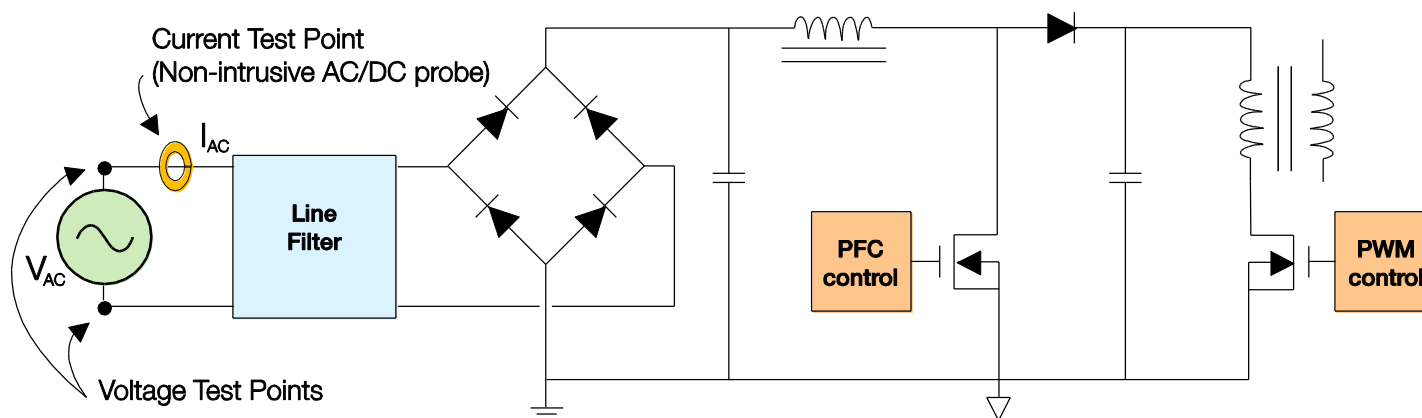 Current Test Point
(Non-intrusive AC/DC probe)
IAC
Line
Filter
VAC
PFC
control
PWM
control
Voltage Test Points